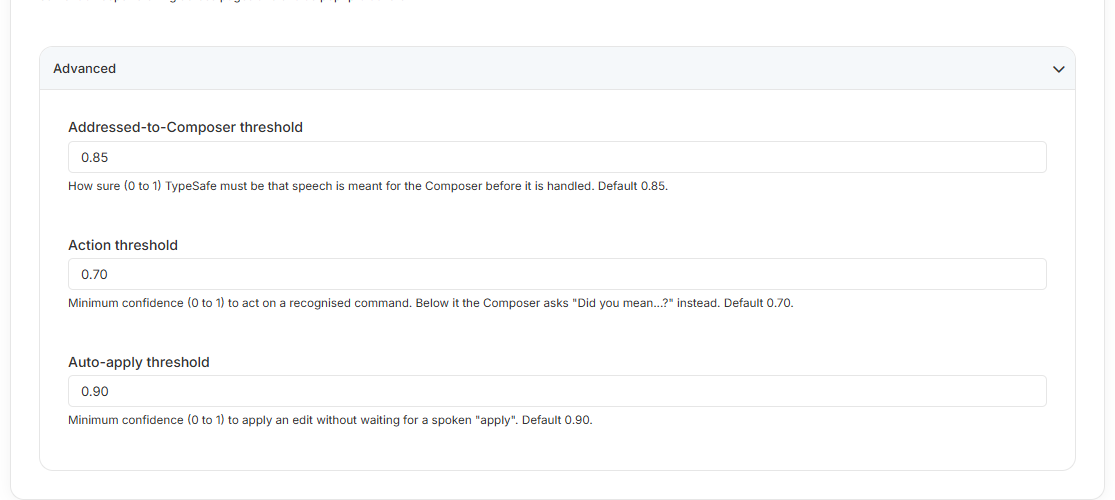 Advanced
Addressed-to-Composer threshold
0.85
How sure (0 to 1) TypeSafe must be that speech is meant for the Composer before it is handled. Default 0.85.
Action threshold
0.70
Minimum confidence (0 to 1) to act on a recognised command. Below it the Composer asks "Did you mean...?" instead. Default 0.70.
Auto-apply threshold
0.90
Minimum confidence (0 to 1) to apply an edit without waiting for a spoken "apply". Default 0.90.